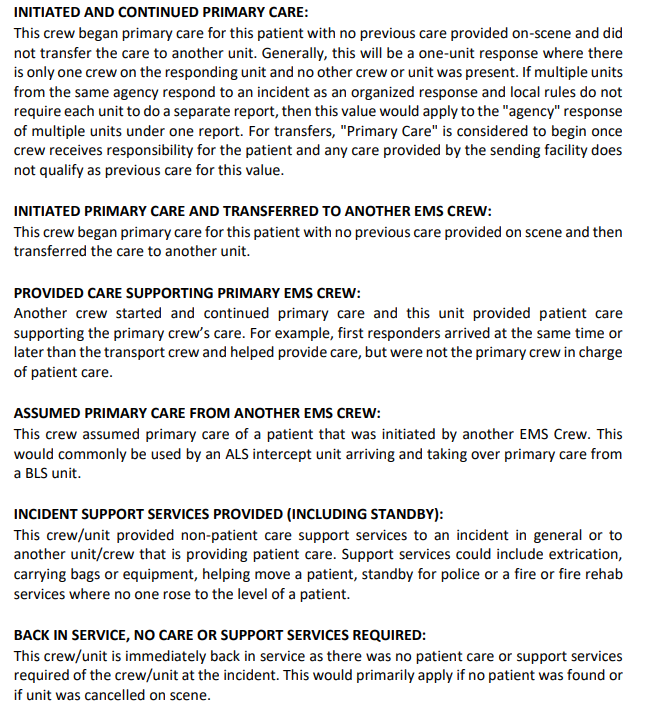 INITIATED AND CONTINUED PRIMARY CARE:
This crew began primary care for this patient with no previous care provided on-scene and did
not transfer the care to another unit. Generally, this will be a one-unit response where there
is only one crew on the responding unit and no other crew or unit was present. If multiple units
from the same agency respond to an incident as an organized response and local rules do not
require each unit to do a separate report, then this value would apply to the "agency" response
of multiple units under one report. For transfers, "Primary Care" is considered to begin once
crew receives responsibility for the patient and any care provided by the sending facility does
not qualify as previous care for this value.
INITIATED PRIMARY CARE AND TRANSFERRED TO ANOTHER EMS CREW:
This crew began primary care for this patient with no previous care provided on scene and then
transferred the care to another unit.
PROVIDED CARE SUPPORTING PRIMARY EMS CREW:
Another crew started and continued primary care and this unit provided patient care
supporting the primary crew’s care. For example, first responders arrived at the same time or
later than the transport crew and helped provide care, but were not the primary crew in charge
of patient care.
ASSUMED PRIMARY CARE FROM ANOTHER EMS CREW:
This crew assumed primary care of a patient that was initiated by another EMS Crew. This
would commonly be used by an ALS intercept unit arriving and taking over primary care from
a BLS unit.
INCIDENT SUPPORT SERVICES PROVIDED (INCLUDING STANDBY):
This crew/unit provided non-patient care support services to an incident in general or to
another unit/crew that is providing patient care. Support services could include extrication,
carrying bags or equipment, helping move a patient, standby for police or a fire or fire rehab
services where no one rose to the level of a patient.
BACK IN SERVICE, NO CARE OR SUPPORT SERVICES REQUIRED:
This crew/unit is immediately back in service as there was no patient care or support services
required of the crew/unit at the incident. This would primarily apply if no patient was found or
if unit was cancelled on scene.